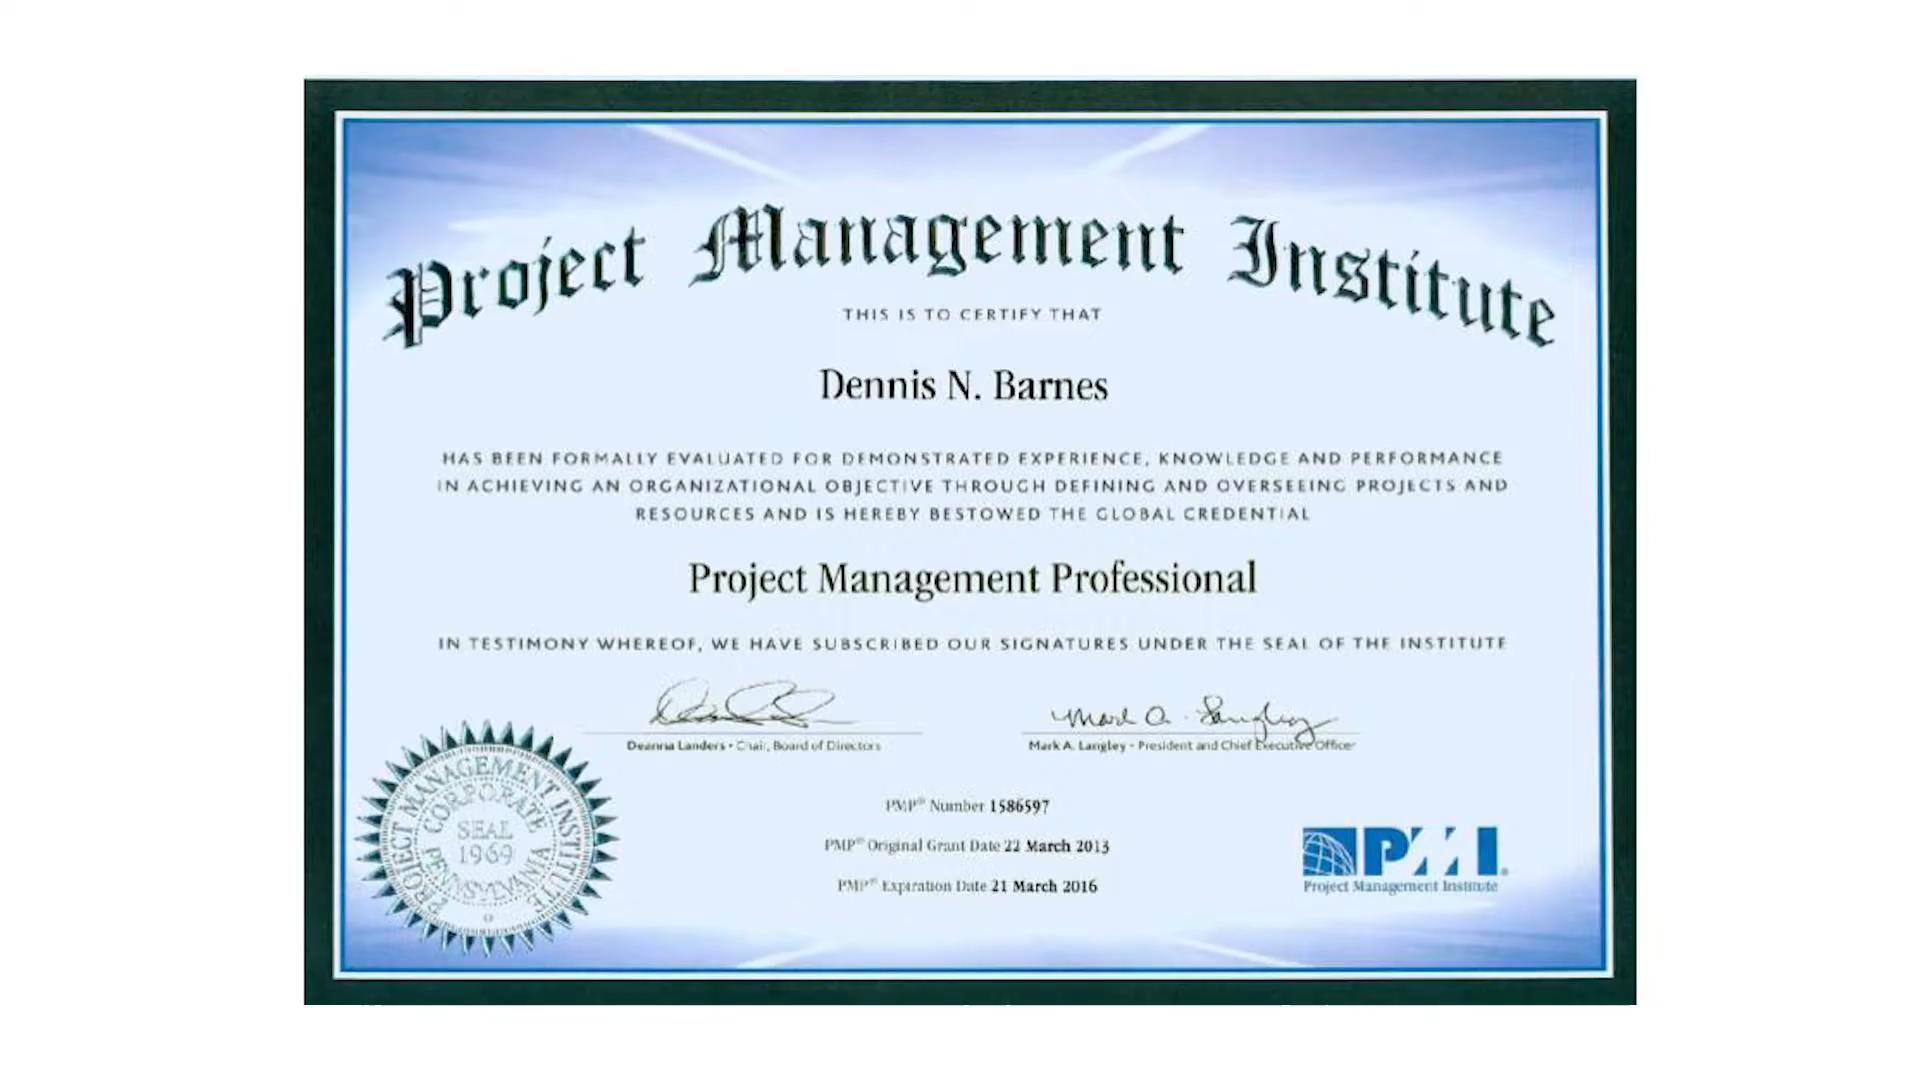 Project Management Institute
THIS IS TO CERTIFY THAT
Dennis N. Barnes
HAS BEEN FORMALLY EVALUATED FOR DEMONSTRATED EXPERIENCE, KNOWLEDGE AND PERFORMANCE
IN ACHIEVING AN ORGANIZATIONAL OBJECTIVE THROUGH DEFINING AND OVERSEEING PROJECTS AND
RESOURCES AND IS HEREBY BESTOWED THE GLOBAL CREDENTIAL
Project Management Professional
IN TESTIMONY WHEREOF, WE HAVE SUBSCRIBED OUR SIGNATURES UNDER THE SEAL OF THE INSTITUTE
Mark A. Langley
Deanna Landers • Chair, Board of Directors
Mark A. Langley • President and Chief Executive Officer
PROJECT MANAGEMENT INSTITUTE
CORPORATE
SEAL
1969
PENNSYLVANIA
PMP® Number 1586597
PMP® Original Grant Date 22 March 2013
PMP® Expiration Date 21 March 2016
PMI®
Project Management Institute